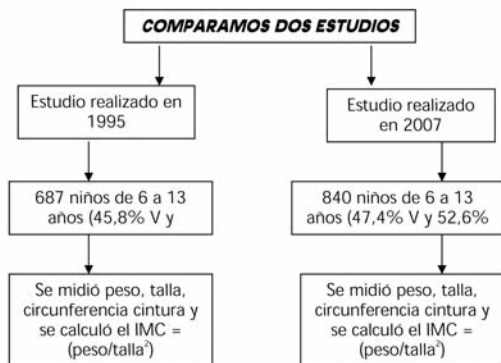 COMPARAMOS DOS ESTUDIOS
Estudio realizado en
1995
Estudio realizado
en 2007
687 niños de 6 a 13
años (45,8% V y
840 niños de 6 a 13
años (47,4% V y 52,6%
Se midió peso, talla,
circunferencia cintura y
se calculó el IMC =
(peso/talla²)
Se midió peso, talla,
circunferencia cintura y
se calculó el IMC =
(peso/talla²)